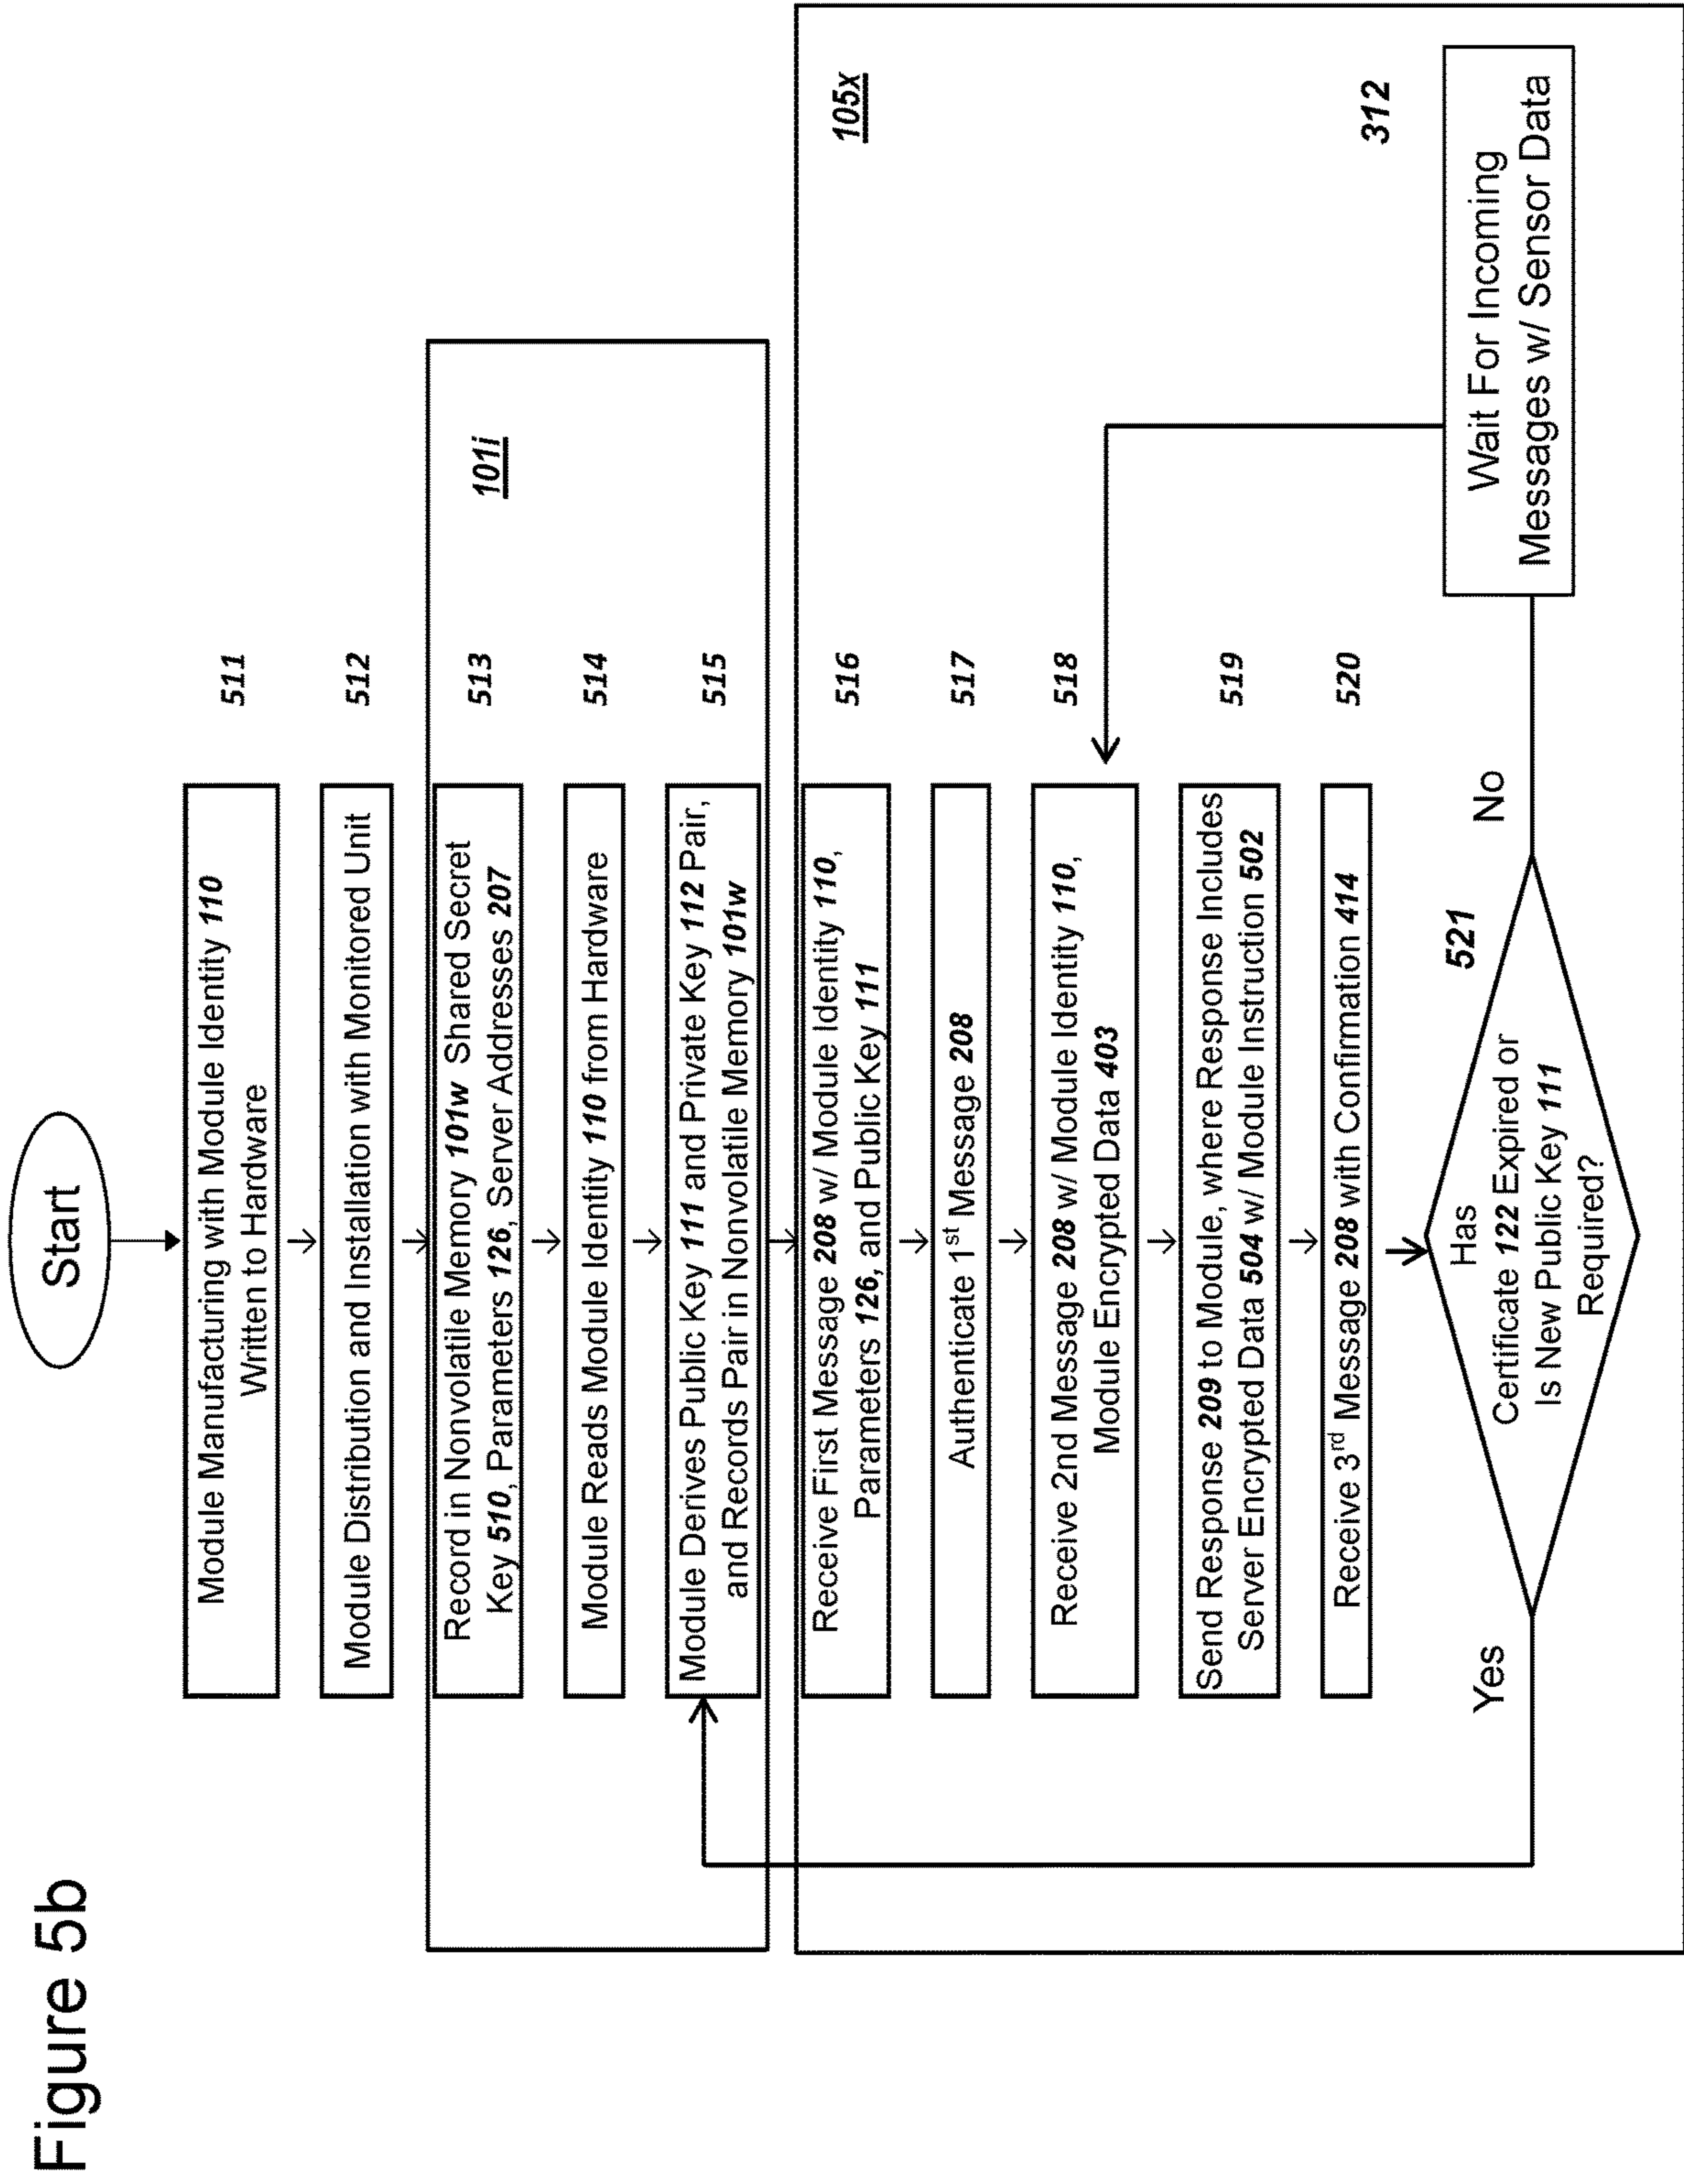 Figure 5b
Start
Module Manufacturing with Module Identity 110
Written to Hardware
511
Module Distribution and Installation with Monitored Unit
512
101i
Record in Nonvolatile Memory 101w Shared Secret
Key 510, Parameters 126, Server Addresses 207
513
Module Reads Module Identity 110 from Hardware
514
Module Derives Public Key 111 and Private Key 112 Pair,
and Records Pair in Nonvolatile Memory 101w
515
105x
Receive First Message 208 w/ Module Identity 110,
Parameters 126, and Public Key 111
516
Authenticate 1st Message 208
517
Receive 2nd Message 208 w/ Module Identity 110,
Module Encrypted Data 403
518
Send Response 209 to Module, where Response Includes
Server Encrypted Data 504 w/ Module Instruction 502
519
Receive 3rd Message 208 with Confirmation 414
520
521
Has
Certificate 122 Expired or
Is New Public Key 111
Required?
Yes
No
312
Wait For Incoming
Messages w/ Sensor Data